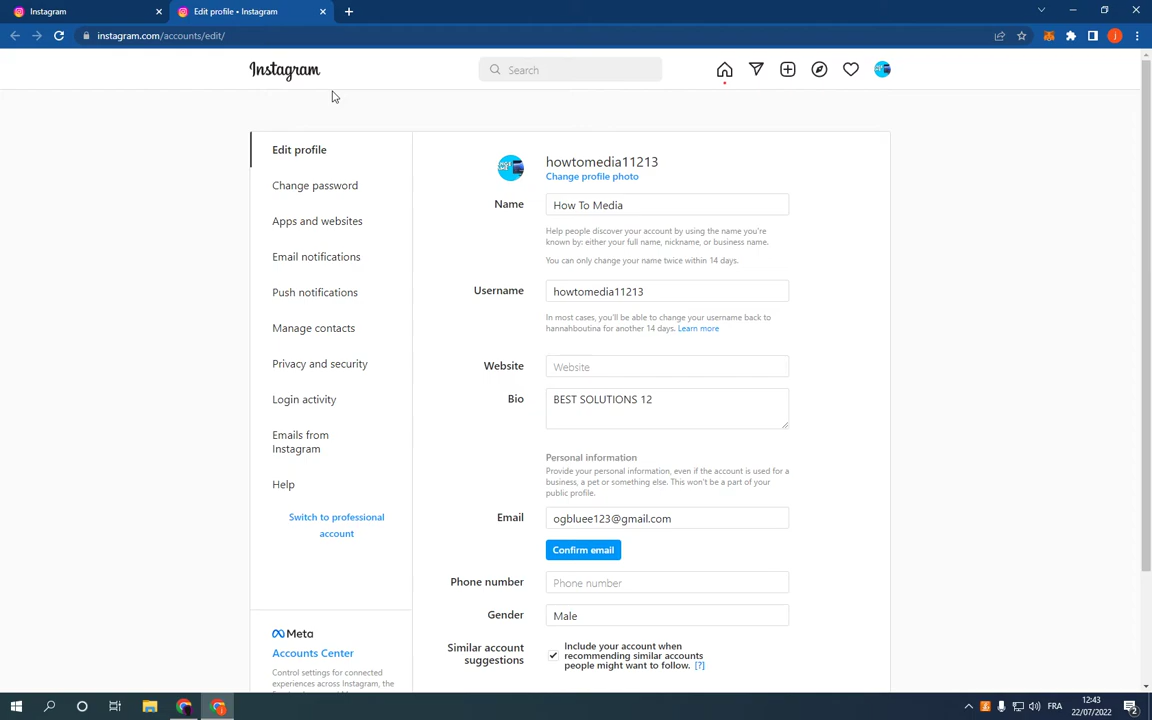 Instagram
Edit profile • Instagram
instagram.com/accounts/edit/
Instagram
Search
Edit profile
Change password
Apps and websites
Email notifications
Push notifications
Manage contacts
Privacy and security
Login activity
Emails from
Instagram
Help
Switch to professional
account
Meta
Accounts Center
Control settings for connected
experiences across Instagram, the
howtomedia11213
Change profile photo
Name
How To Media
Help people discover your account by using the name you're
known by: either your full name, nickname, or business name.
You can only change your name twice within 14 days.
Username
howtomedia11213
In most cases, you'll be able to change your username back to
hannahboutina for another 14 days. Learn more
Website
Website
Bio
BEST SOLUTIONS 12
Personal information
Provide your personal information, even if the account is used for a
business, a pet or something else. This won't be a part of your
public profile.
Email
ogbluee123@gmail.com
Confirm email
Phone number
Phone number
Gender
Male
Similar account
suggestions
Include your account when
recommending similar accounts
people might want to follow. [?]
FRA
12:43
22/07/2022